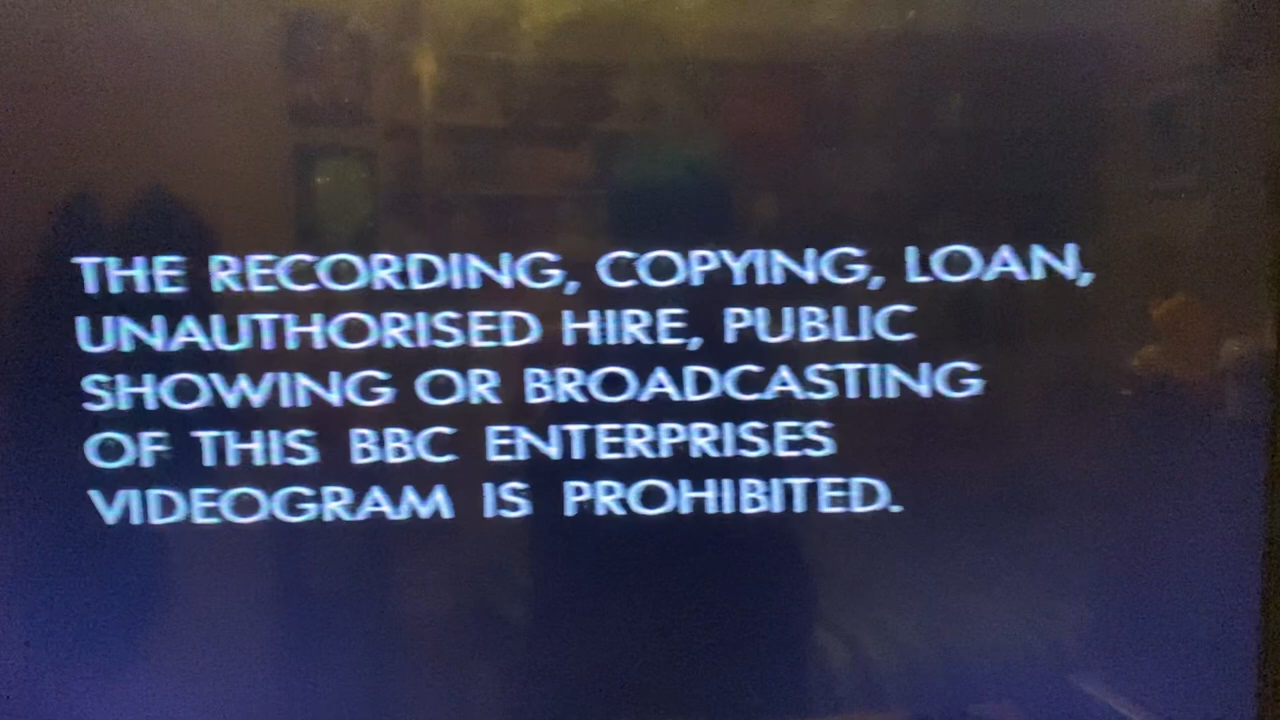 THE RECORDING, COPYING, LOAN,
UNAUTHORISED HIRE, PUBLIC
SHOWING OR BROADCASTING
OF THIS BBC ENTERPRISES
VIDEOGRAM IS PROHIBITED.